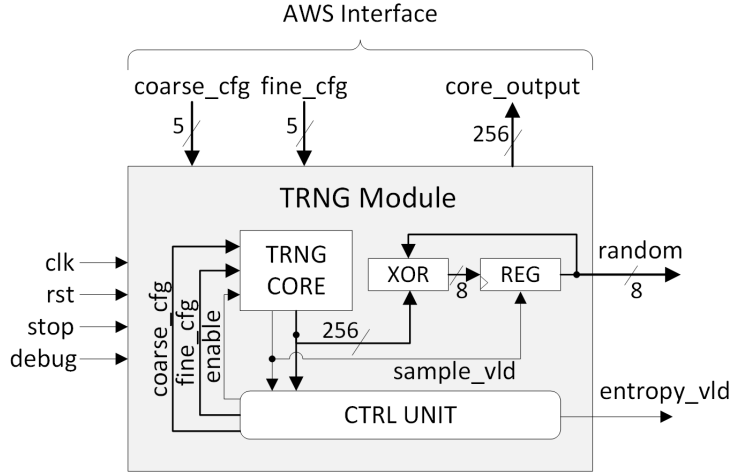 AWS Interface
coarse_cfg fine_cfg core_output
5 5 256
TRNG Module
clk
rst
stop
debug
coarse_cfg
fine_cfg
enable
TRNG
CORE
XOR
8
REG
random
8
256
sample_vld
CTRL UNIT
entropy_vld